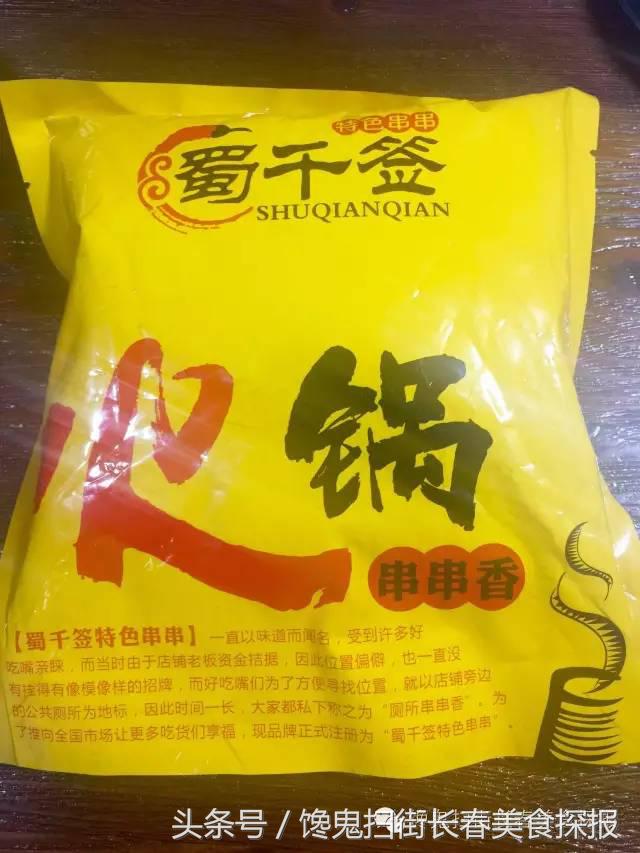 特色串串
蜀千签
SHUQIANQIAN
火锅
串串香
【蜀千签特色串串】一直以味道而闻名，受到许多好
吃嘴亲睐，而当时由于店铺老板资金拮据，因此位置偏僻，也一直没
有挂得有像模像样的招牌，而好吃嘴们为了方便寻找位置，就以店铺旁边
的公共厕所为地标，因此时间一长，大家都私下称之为“厕所串串香”。为
了推向全国市场让更多吃货们享福，现品牌正式注册为“蜀千签特色串串”。
头条号 / 馋鬼扫街长春美食探报